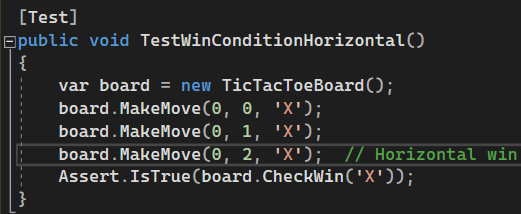 [Test]
public void TestWinConditionHorizontal()
{
    var board = new TicTacToeBoard();
    board.MakeMove(0, 0, 'X');
    board.MakeMove(0, 1, 'X');
    board.MakeMove(0, 2, 'X');  // Horizontal win
    Assert.IsTrue(board.CheckWin('X'));
}